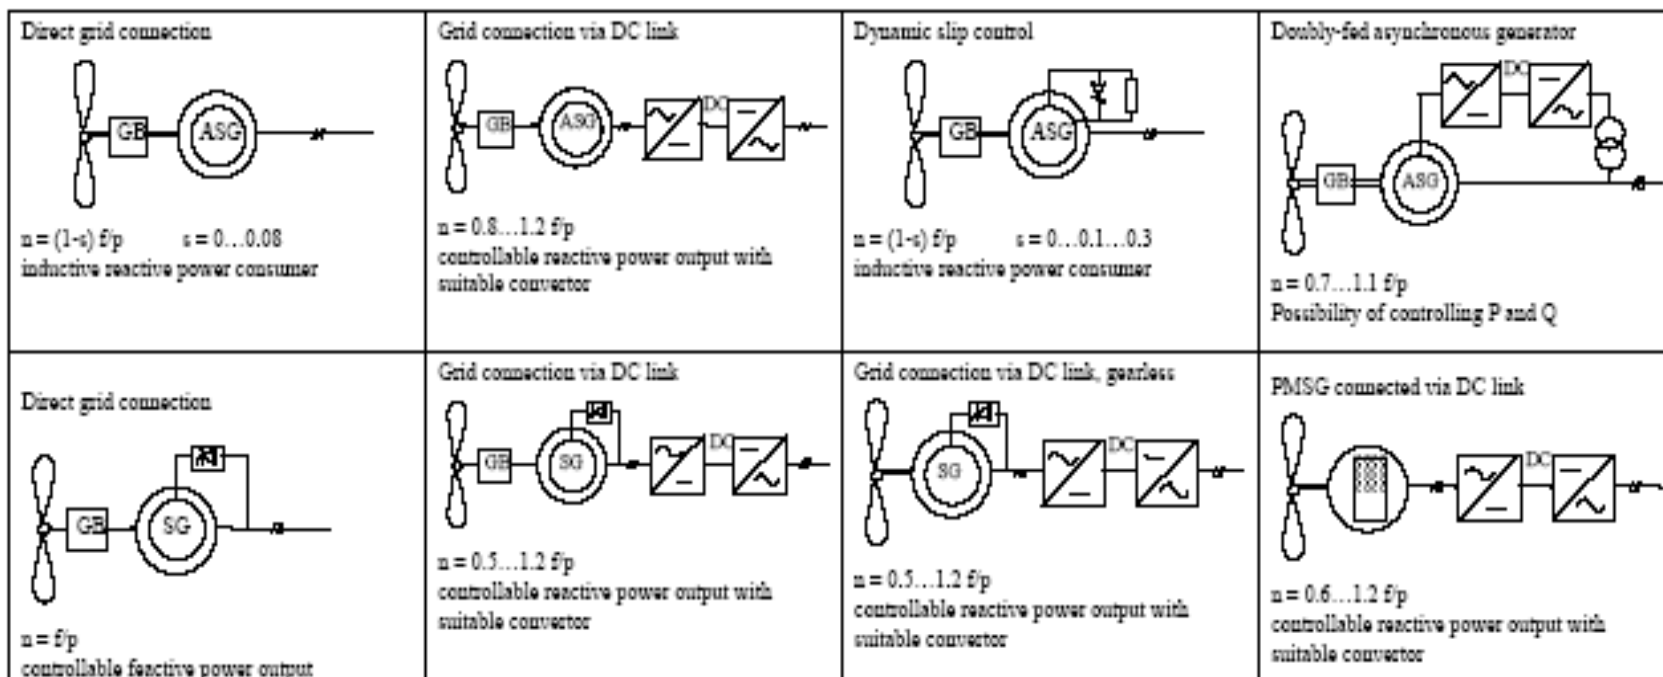 Direct grid connection
GB
ASG
n = (1-s) f/p s = 0…0.08
inductive reactive power consumer
Grid connection via DC link
GB
ASG
DC
n = 0.8…1.2 f/p
controllable reactive power output with
suitable convertor
Dynamic slip control
GB
ASG
n = (1-s) f/p s = 0…0.1…0.3
inductive reactive power consumer
Doubly-fed asynchronous generator
DC
GB
ASG
n = 0.7…1.1 f/p
Possibility of controlling P and Q
Direct grid connection
GB
SG
n = f/p
controllable feactive power output
Grid connection via DC link
GB
SG
DC
n = 0.5…1.2 f/p
controllable reactive power output with
suitable convertor
Grid connection via DC link, gearless
SG
DC
n = 0.5…1.2 f/p
controllable reactive power output with
suitable convertor
PMSG connected via DC link
DC
n = 0.6…1.2 f/p
controllable reactive power output with
suitable convertor